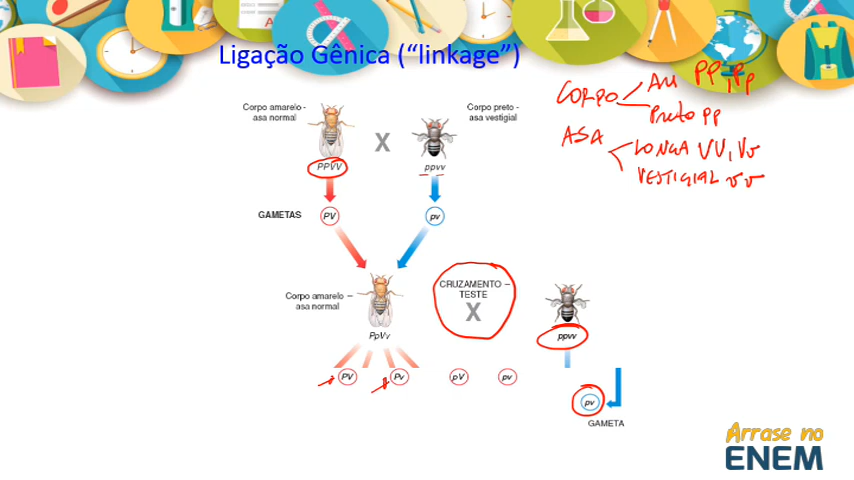 Ligação Gênica (“linkage”)
Corpo amarelo -
asa normal
Corpo preto -
asa vestigial
X
PPVV
ppvv
GAMETAS
PV
pv
CORPO
AM PP, Pp
Preto pp
ASA
LONGA VV, Vv
VESTIGIAL vv
Corpo amarelo –
asa normal
CRUZAMENTO –
TESTE
X
PpVv
ppvv
PV
Pv
pV
pv
pv
GAMETA
Arrase no
ENEM